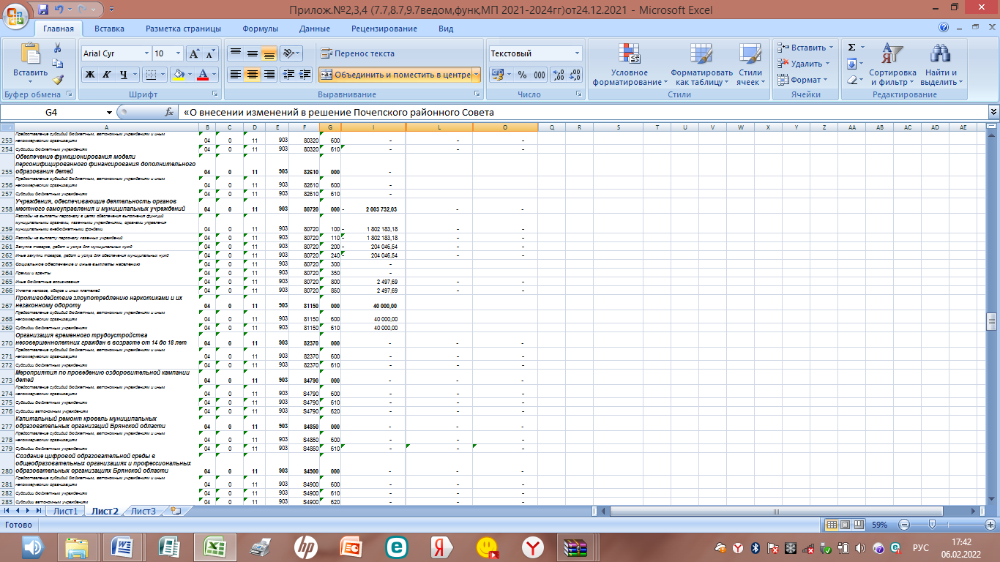 Прилож.№2,3,4 (7.7,8.7,9.7ведом,функ,МП 2021-2024гг)от24.12.2021 - Microsoft Excel
Главная Вставка Разметка страницы Формулы Данные Рецензирование Вид
Вставить
Arial Cyr 10
Ж К Ч
Перенос текста
Объединить и поместить в центре
Текстовый
% 000
Условное форматирование
Форматировать как таблицу
Стили ячеек
Вставить
Удалить
Формат
Сортировка и фильтр
Найти и выделить
Буфер обмена Шрифт Выравнивание Число Стили Ячейки Редактирование
G4 fx «О внесении изменений в решение Почепского районного Совета
A B C D E F G I L O Q R S T U V W X Y Z AA AB AC AD AE
Предоставление субсидий бюджетным, автономным учреждениям и иным
253 некоммерческим организациям 04 0 11 903 80320 600 - - -
254 Субсидии бюджетным учреждениям 04 0 11 903 80320 610 - - -
Обеспечение функционирования модели
персонифицированного финансирования дополнительного
255 образования детей 04 0 11 903 82610 000 -
Предоставление субсидий бюджетным, автономным учреждениям и иным
256 некоммерческим организациям 04 0 11 903 82610 600 -
257 Субсидии бюджетным учреждениям 04 0 11 903 82610 610 -
Учреждения, обеспечивающие деятельность органов
258 местного самоуправления и муниципальных учреждений 04 0 11 903 80720 000 - 2 003 732,03 - -
Расходы на выплаты персоналу в целях обеспечения выполнения функций
муниципальными органами, казенными учреждениями, органами управления
259 муниципальными внебюджетными фондами 04 0 11 903 80720 100 - 1 802 183,18 - -
260 Расходы на выплату персоналу казенных учреждений 04 0 11 903 80720 110 - 1 802 183,18 - -
261 Закупка товаров, работ и услуг для муниципальных нужд 04 0 11 903 80720 200 - 204 046,54 - -
262 Иные закупки товаров, работ и услуг для обеспечения муниципальных нужд 04 0 11 903 80720 240 - 204 046,54 - -
263 Социальное обеспечение и иные выплаты населению 04 0 11 903 80720 300 -
264 Премии и гранты 04 0 11 903 80720 350 -
265 Иные бюджетные ассигнования 04 0 11 903 80720 800 2 497,69 - -
266 Уплата налогов, сборов и иных платежей 04 0 11 903 80720 850 2 497,69 - -
Противодействие злоупотреблению наркотиками и их
267 незаконному обороту 04 0 11 903 81150 000 40 000,00
Предоставление субсидий бюджетным, автономным учреждениям и иным
268 некоммерческим организациям 04 0 11 903 81150 600 40 000,00
269 Субсидии бюджетным учреждениям 04 0 11 903 81150 610 40 000,00
Организация временного трудоустройства
270 несовершеннолетних граждан в возрасте от 14 до 18 лет 04 0 11 903 82370 000 - - -
Предоставление субсидий бюджетным, автономным учреждениям и иным
271 некоммерческим организациям 04 0 11 903 82370 600 - - -
272 Субсидии бюджетным учреждениям 04 0 11 903 82370 610 - - -
Мероприятия по проведению оздоровительной кампании
273 детей 04 0 11 903 S4790 000 - - -
Предоставление субсидий бюджетным, автономным учреждениям и иным
274 некоммерческим организациям 04 0 11 903 S4790 600 - - -
275 Субсидии бюджетным учреждениям 04 0 11 903 S4790 610 - - -
276 Субсидии автономным учреждениям 04 0 11 903 S4790 620 - - -
Капитальный ремонт кровель муниципальных
277 образовательных организаций Брянской области 04 0 11 903 S4850 000 - - -
Предоставление субсидий бюджетным, автономным учреждениям и иным
278 некоммерческим организациям 04 0 11 903 S4850 600 - - -
279 Субсидии бюджетным учреждениям 04 0 11 903 S4850 610 - - -
Создание цифровой образовательной среды в
общеобразовательных организациях и профессиональных
280 образовательных организациях Брянской области 04 0 11 903 S4900 000 - - -
Предоставление субсидий бюджетным, автономным учреждениям и иным
281 некоммерческим организациям 04 0 11 903 S4900 600 - - -
282 Субсидии бюджетным учреждениям 04 0 11 903 S4900 610 - - -
283 Субсидии автономным учреждениям 04 0 11 903 S4900 620 - - -
Лист1 Лист2 Лист3
Готово 59%
РУС 17:42
06.02.2022